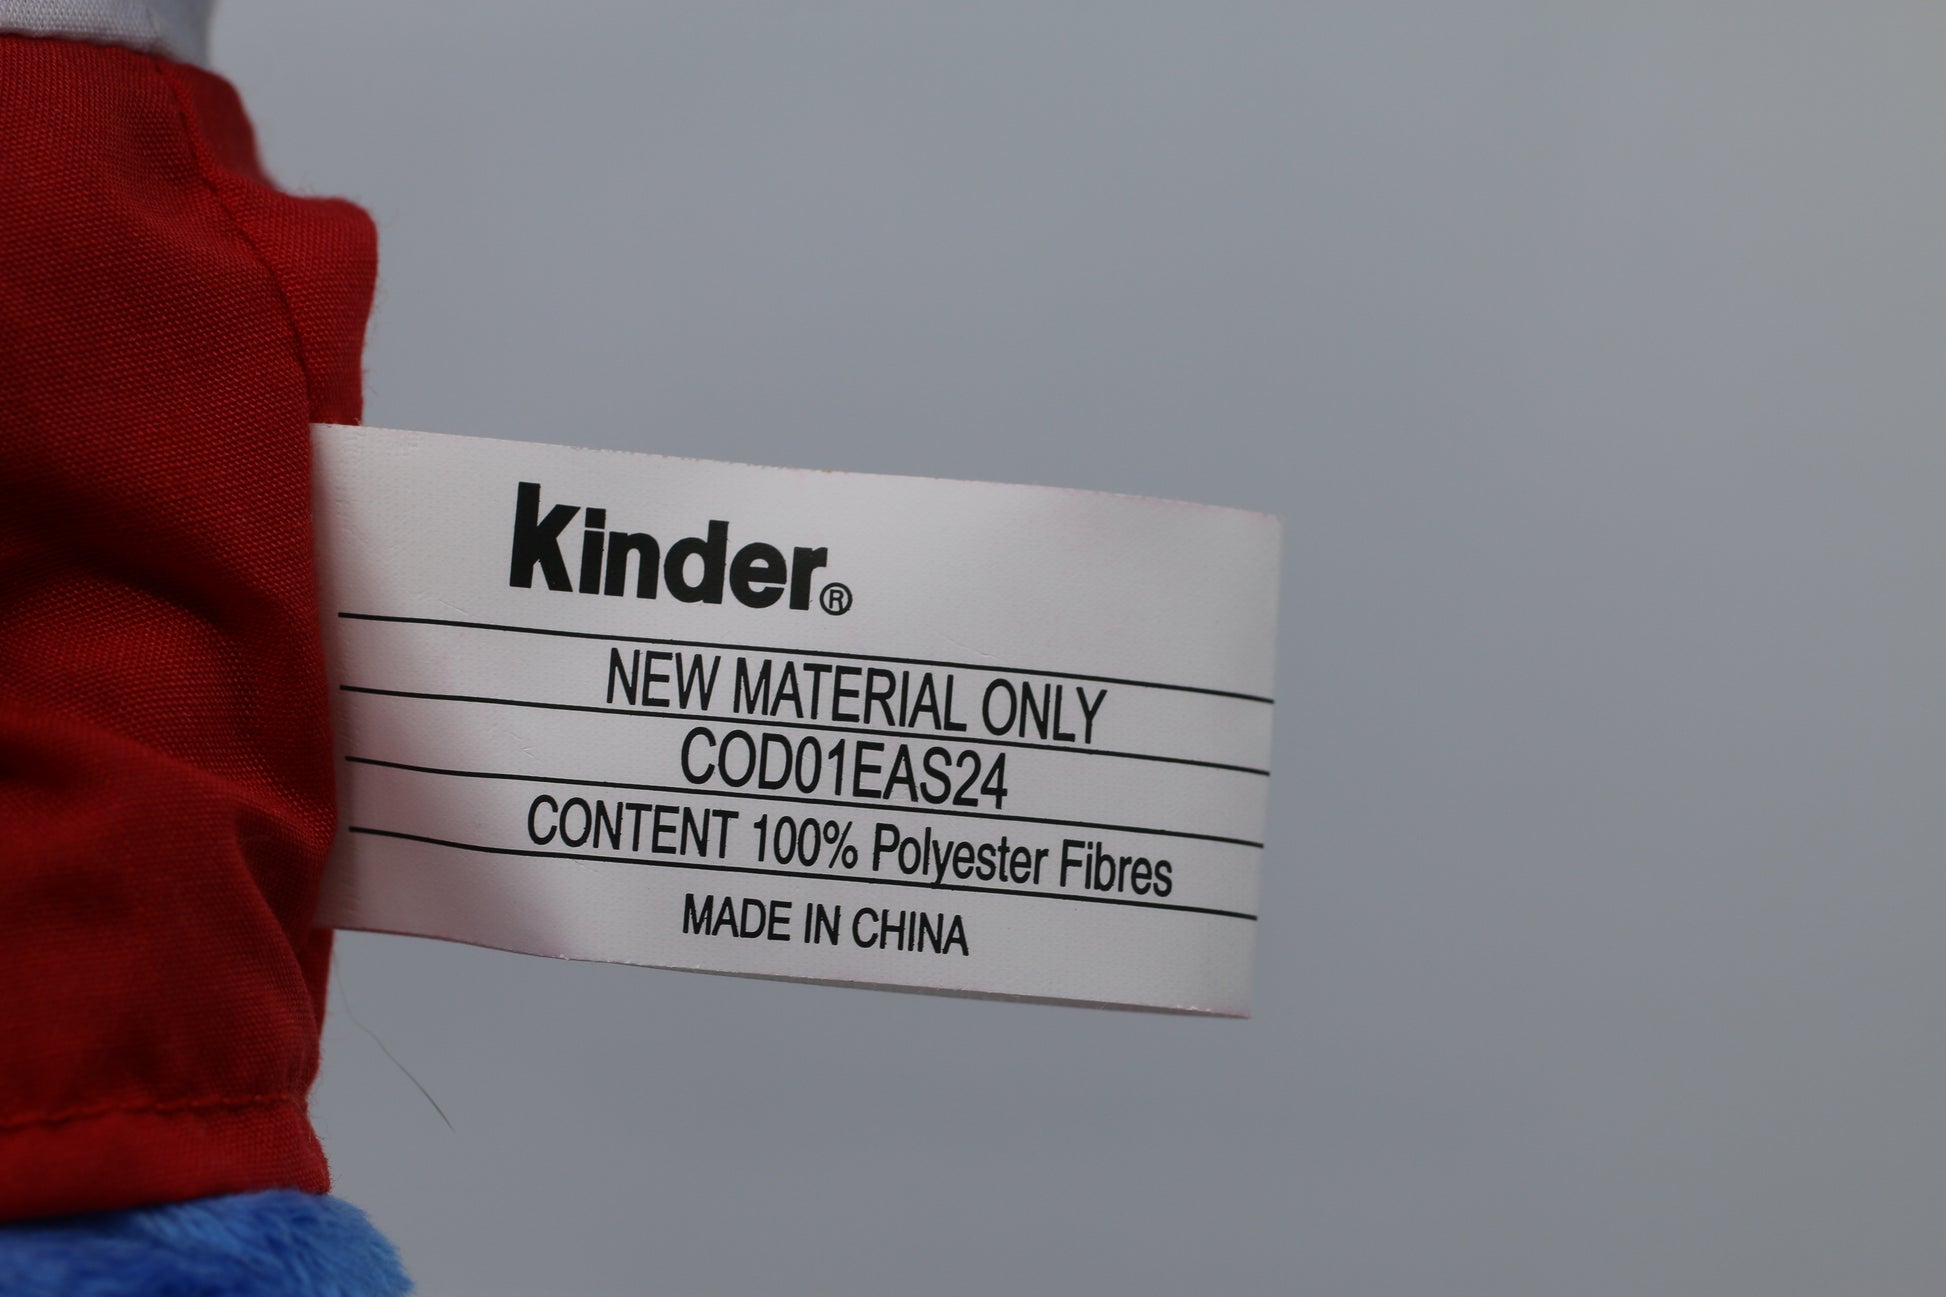 kinder®
NEW MATERIAL ONLY
COD01EAS24
CONTENT 100% Polyester Fibres
MADE IN CHINA